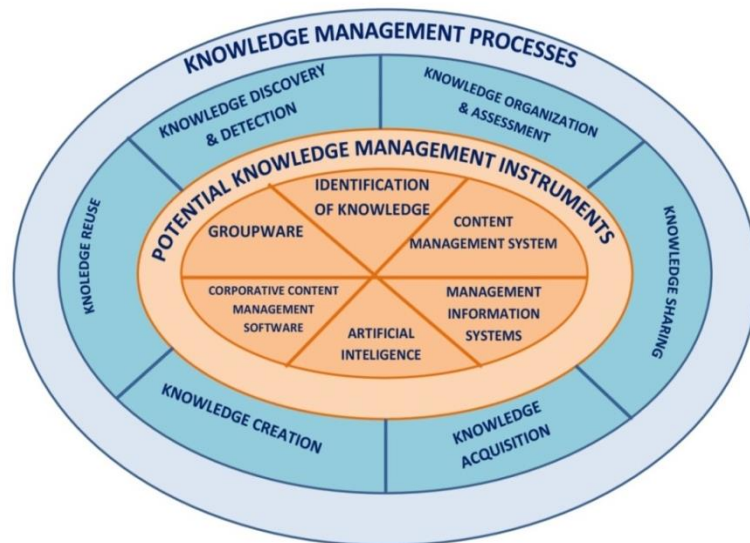 KNOWLEDGE MANAGEMENT PROCESSES
KNOWLEDGE DISCOVERY
& DETECTION
KNOWLEDGE ORGANIZATION
& ASSESSMENT
KNOWLEDGE SHARING
KNOWLEDGE
ACQUISITION
KNOWLEDGE CREATION
KNOLEDGE REUSE
POTENTIAL KNOWLEDGE MANAGEMENT INSTRUMENTS
IDENTIFICATION
OF KNOWLEDGE
CONTENT
MANAGEMENT SYSTEM
MANAGEMENT
INFORMATION
SYSTEMS
ARTIFICIAL
INTELIGENCE
CORPORATIVE CONTENT
MANAGEMENT
SOFTWARE
GROUPWARE